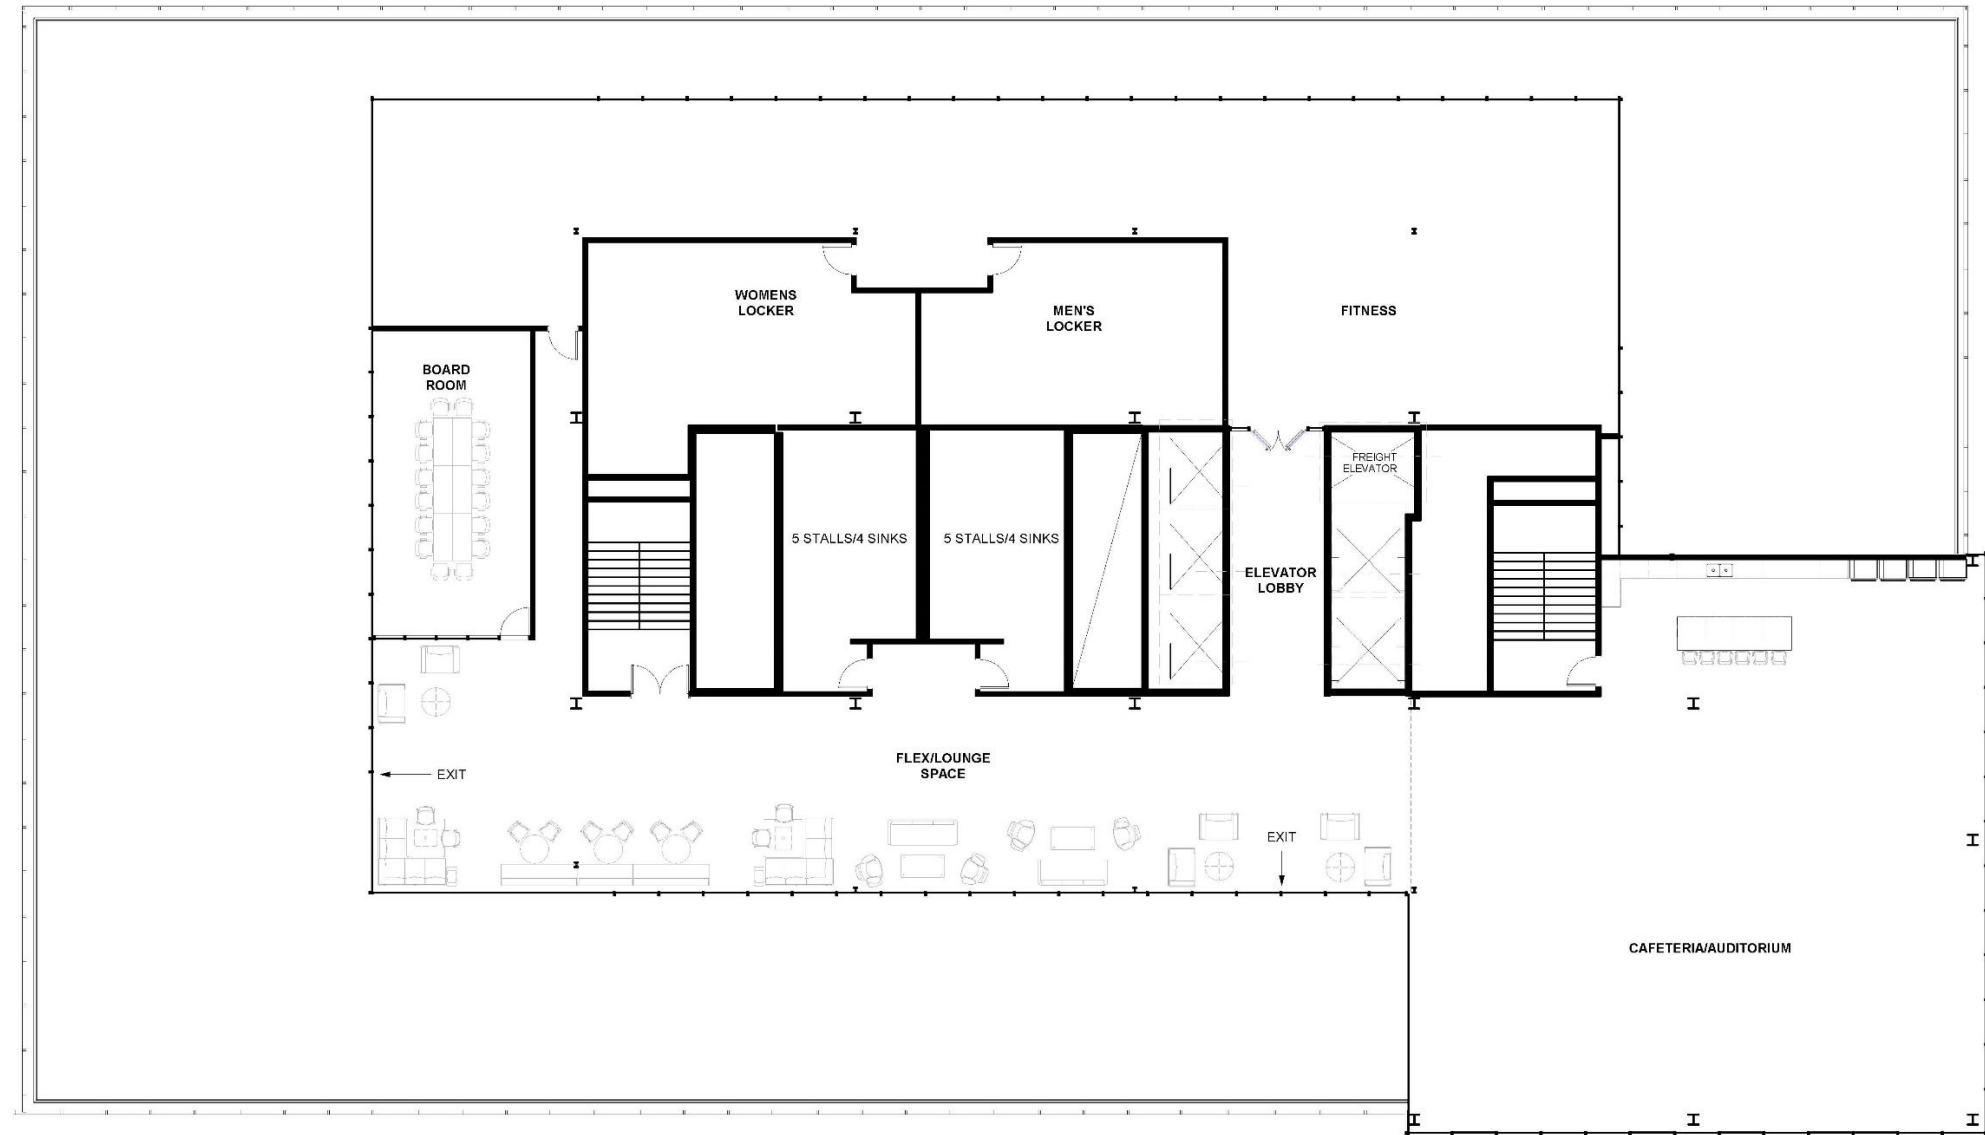 WOMENS
LOCKER
MEN'S
LOCKER
FITNESS
BOARD
ROOM
FREIGHT
ELEVATOR
5 STALLS/4 SINKS
5 STALLS/4 SINKS
ELEVATOR
LOBBY
FLEX/LOUNGE
SPACE
EXIT
EXIT
CAFETERIA/AUDITORIUM